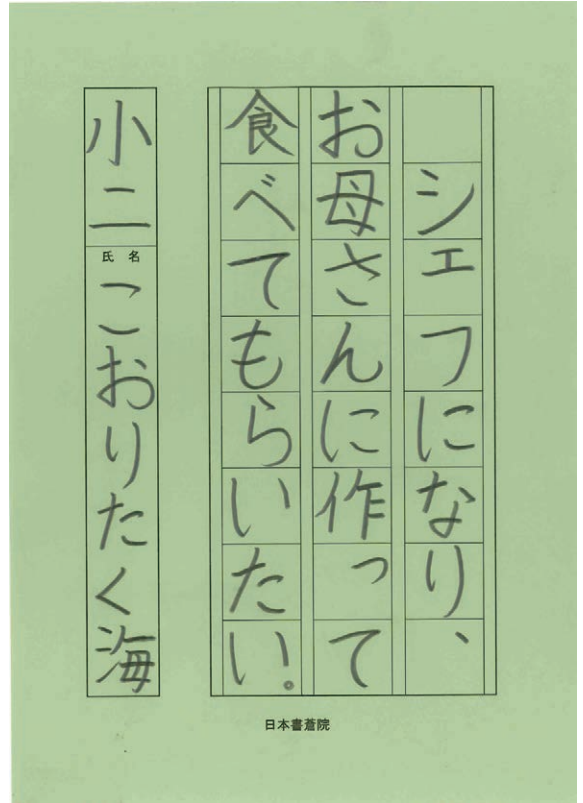 シェフになり、
お母さんに作って
食べてもらいたい。
小二
氏名
こおりたく海
日本書蒼院